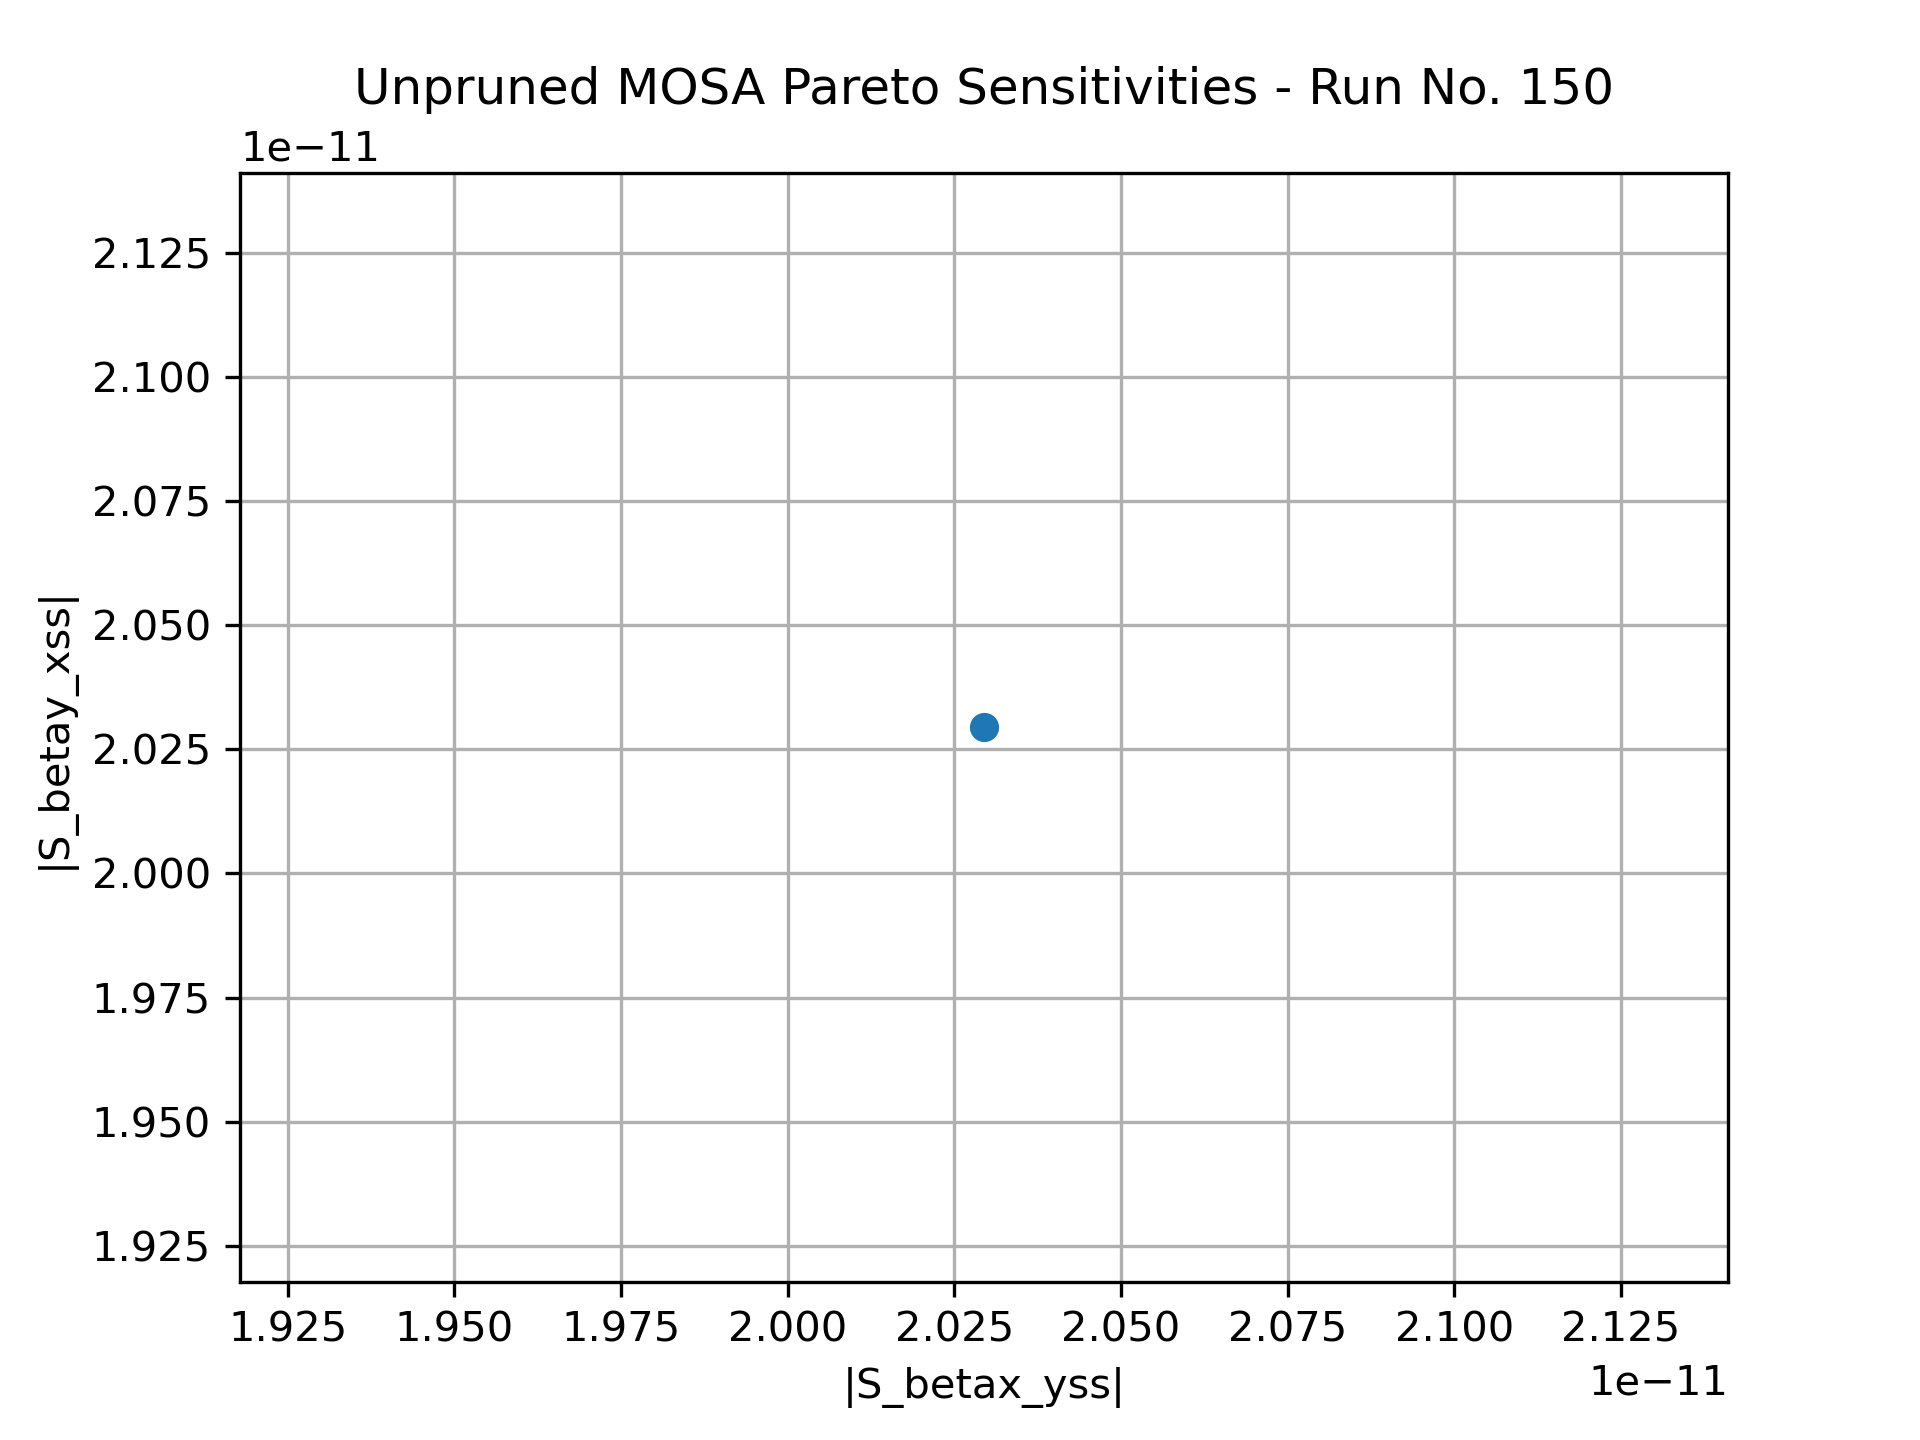 Unpruned MOSA Pareto Sensitivities - Run No. 150
1e−11
2.125
2.100
2.075
2.050
2.025
2.000
1.975
1.950
1.925
|S_betay_xss|
1.925 1.950 1.975 2.000 2.025 2.050 2.075 2.100 2.125
|S_betax_yss|
1e−11